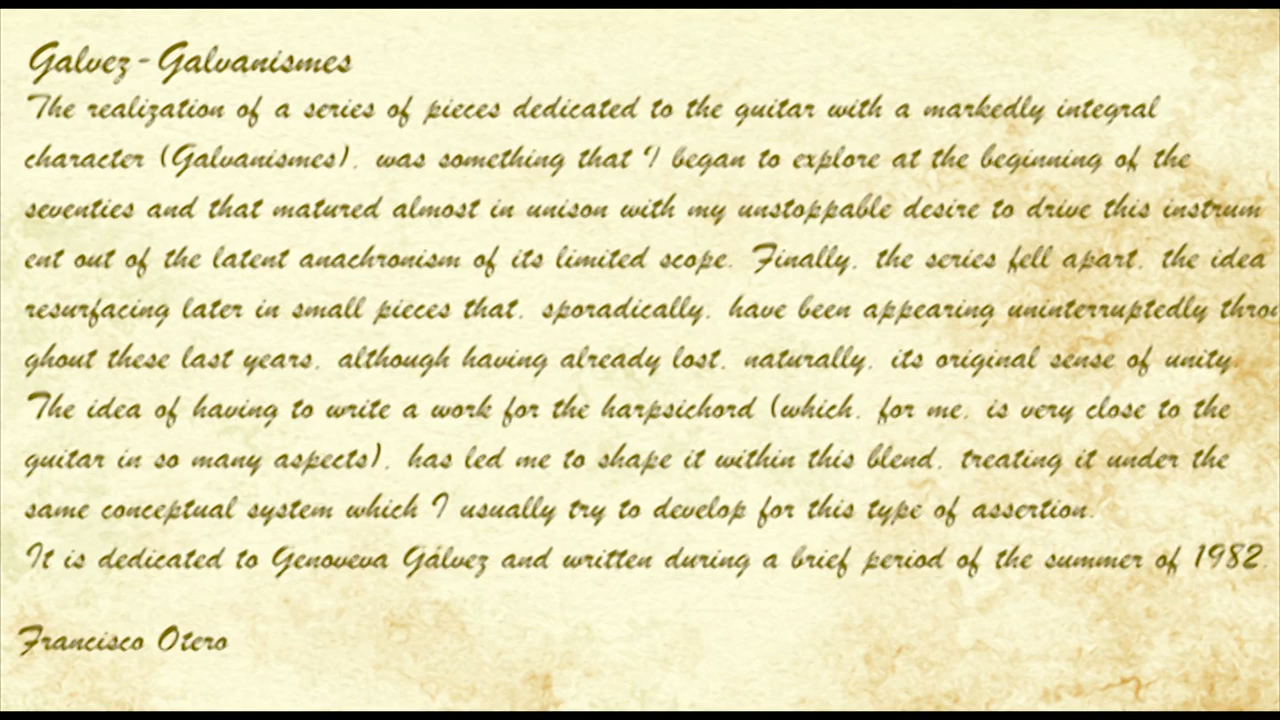 Galvez-Galvanismes
The realization of a series of pieces dedicated to the guitar with a markedly integral
character (Galvanismes), was something that I began to explore at the beginning of the
seventies and that matured almost in unison with my unstoppable desire to drive this instrum
ent out of the latent anachronism of its limited scope. Finally, the series fell apart, the idea
resurfacing later in small pieces that, sporadically, have been appearing uninterruptedly throu
ghout these last years, although having already lost, naturally, its original sense of unity.
The idea of having to write a work for the harpsichord (which, for me, is very close to the
guitar in so many aspects), has led me to shape it within this blend, treating it under the
same conceptual system which I usually try to develop for this type of assertion.
It is dedicated to Genoveva Gálvez and written during a brief period of the summer of 1982.
Francisco Otero